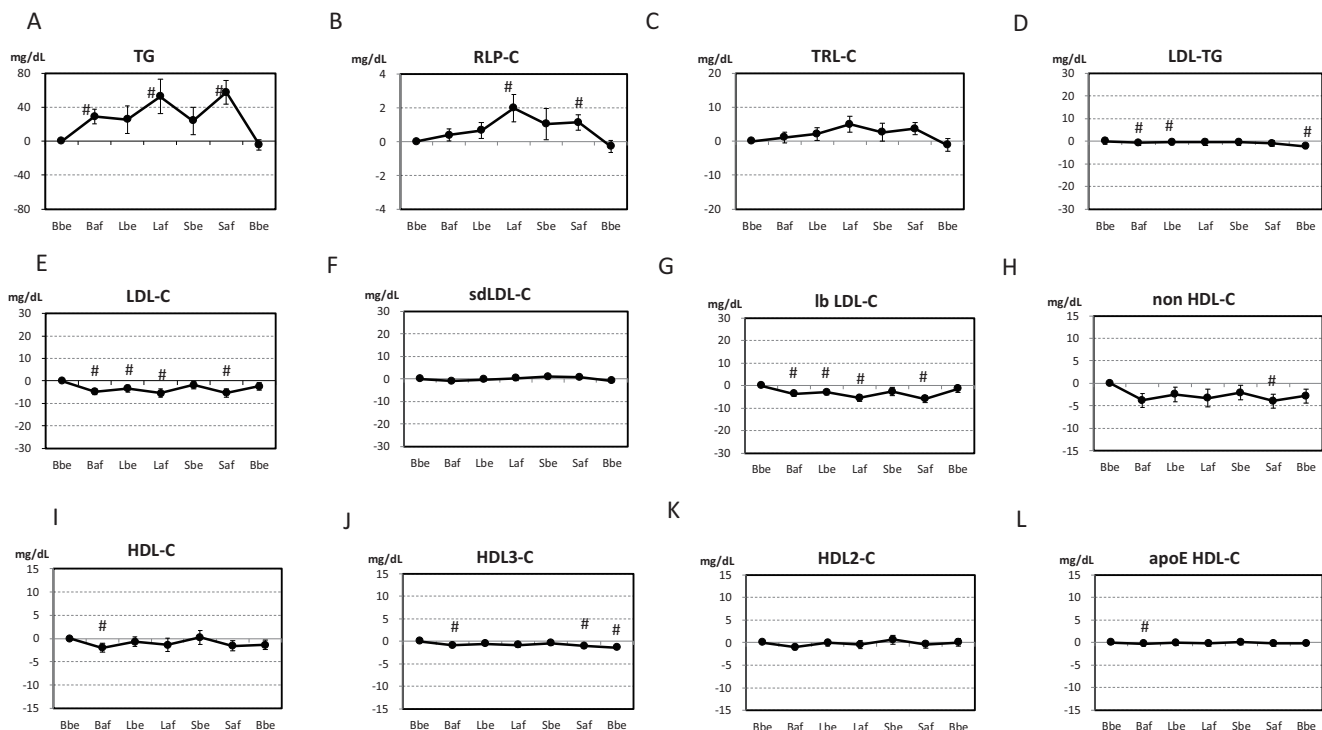 A
TG
mg/dL
80
#
#
#
40
0
-40
-80
Bbe Baf Lbe Laf Sbe Saf Bbe
B
RLP-C
mg/dL
4
#
#
2
0
2
4
Bbe Baf Lbe Laf Sbe Saf Bbe
C
TRL-C
mg/dL
20
10
0
-10
-20
Bbe Baf Lbe Laf Sbe Saf Bbe
D
LDL-TG
mg/dL
30
20
10
# # #
0
-10
-20
-30
Bbe Baf Lbe Laf Sbe Saf Bbe
E
LDL-C
mg/dL
30
20
10
# # # #
0
-10
-20
-30
Bbe Baf Lbe Laf Sbe Saf Bbe
F
sdLDL-C
mg/dL
30
20
10
0
-10
-20
-30
Bbe Baf Lbe Laf Sbe Saf Bbe
G
lb LDL-C
mg/dL
30
20
10
# # # #
0
-10
-20
-30
Bbe Baf Lbe Laf Sbe Saf Bbe
H
non HDL-C
mg/dL
15
10
5
#
0
-5
-10
-15
Bbe Baf Lbe Laf Sbe Saf Bbe
I
HDL-C
mg/dL
15
10
5
#
0
-5
-10
-15
Bbe Baf Lbe Laf Sbe Saf Bbe
J
HDL3-C
mg/dL
15
10
5
# # #
0
-5
-10
-15
Bbe Baf Lbe Laf Sbe Saf Bbe
K
HDL2-C
mg/dL
15
10
5
0
-5
-10
-15
Bbe Baf Lbe Laf Sbe Saf Bbe
L
apoE HDL-C
mg/dL
15
10
5
#
0
-5
-10
-15
Bbe Baf Lbe Laf Sbe Saf Bbe